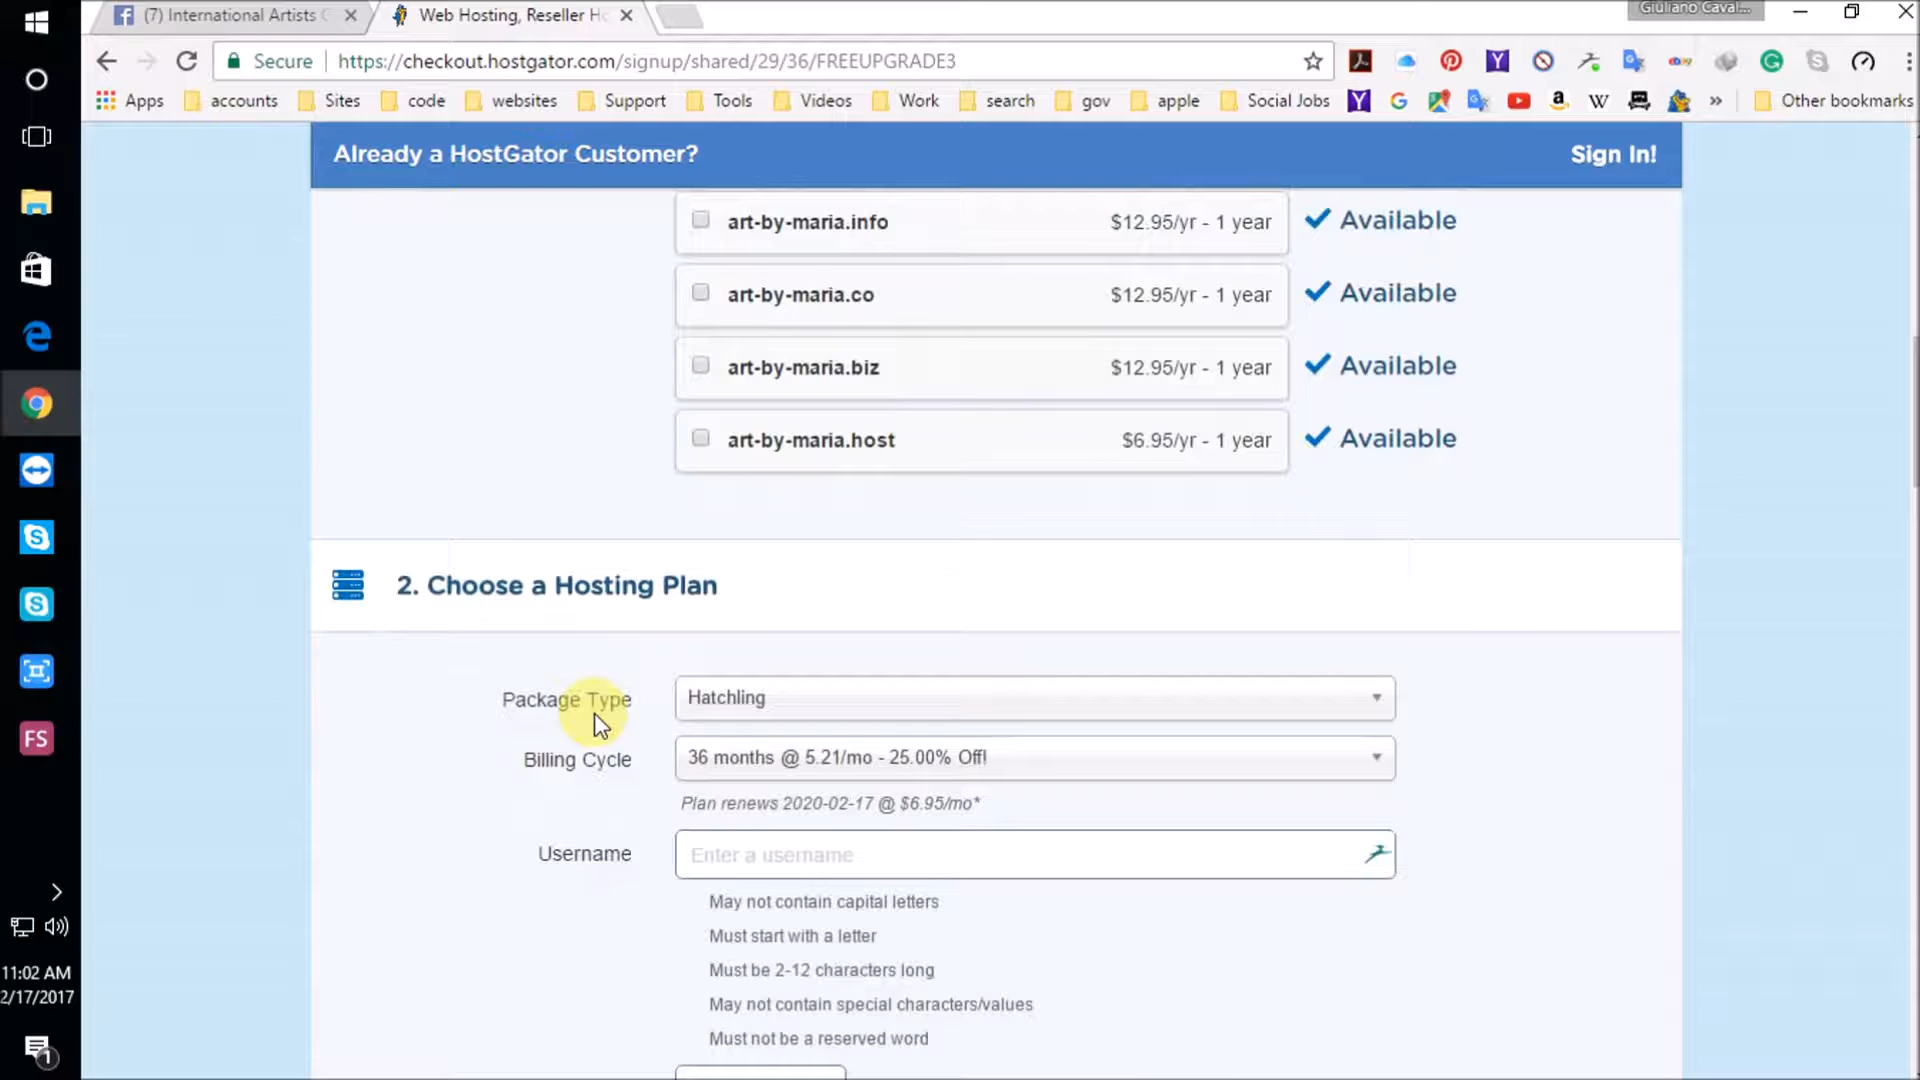 (7) International Artists
Web Hosting, Reseller Ho
Giuliano Caval...
Secure
https://checkout.hostgator.com/signup/shared/29/36/FREEUPGRADE3
Apps
accounts
Sites
code
websites
Support
Tools
Videos
Work
search
gov
apple
Social Jobs
Other bookmarks
Already a HostGator Customer?
Sign In!
art-by-maria.info $12.95/yr - 1 year Available
art-by-maria.co $12.95/yr - 1 year Available
art-by-maria.biz $12.95/yr - 1 year Available
art-by-maria.host $6.95/yr - 1 year Available
2. Choose a Hosting Plan
Package Type Hatchling
Billing Cycle 36 months @ 5.21/mo - 25.00% Off!
Plan renews 2020-02-17 @ $6.95/mo*
Username Enter a username
May not contain capital letters
Must start with a letter
Must be 2-12 characters long
May not contain special characters/values
Must not be a reserved word
FS
11:02 AM
2/17/2017
1